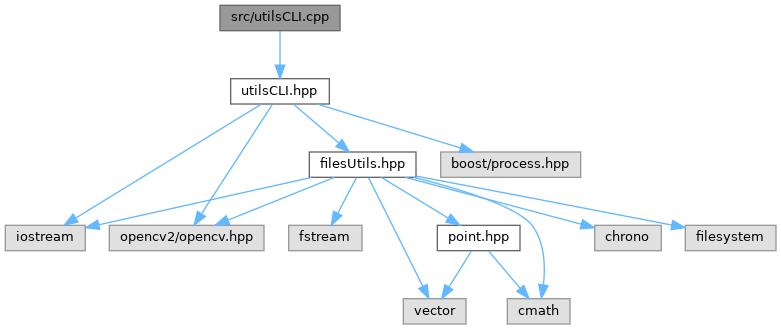 src/utilsCLI.cpp
utilsCLI.hpp
filesUtils.hpp
boost/process.hpp
iostream
opencv2/opencv.hpp
fstream
point.hpp
chrono
filesystem
vector
cmath